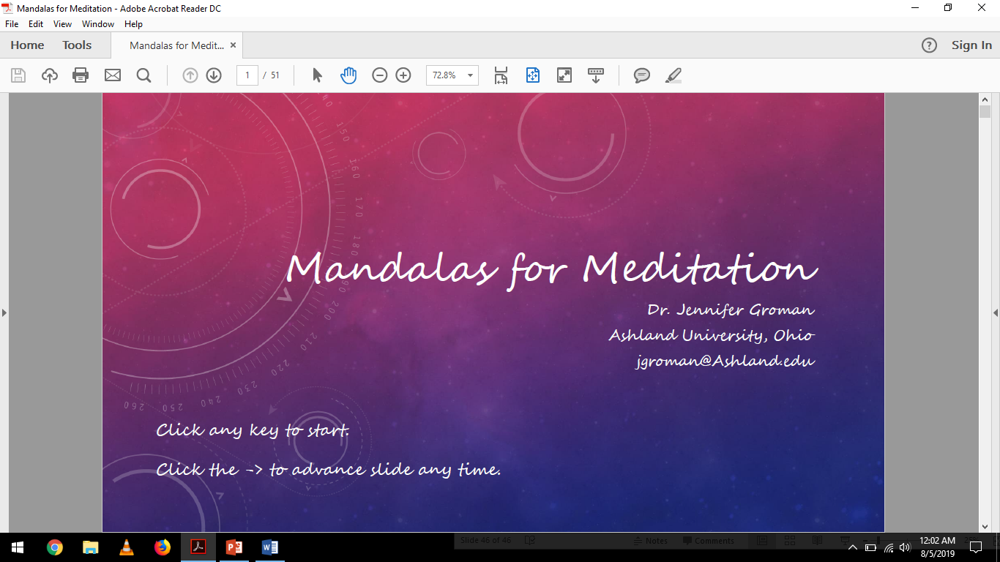 Mandalas for Meditation - Adobe Acrobat Reader DC
File Edit View Window Help
Home Tools Mandalas for Medit... × Sign In
1 / 51 72.8%
150
160
170
180
190
200
210
220
230
240
250
260
Mandalas for Meditation
Dr. Jennifer Groman
Ashland University, Ohio
jgroman@Ashland.edu
Click any key to start.
Click the -> to advance slide any time.
Slide 46 of 46 Notes Comments
12:02 AM
8/5/2019